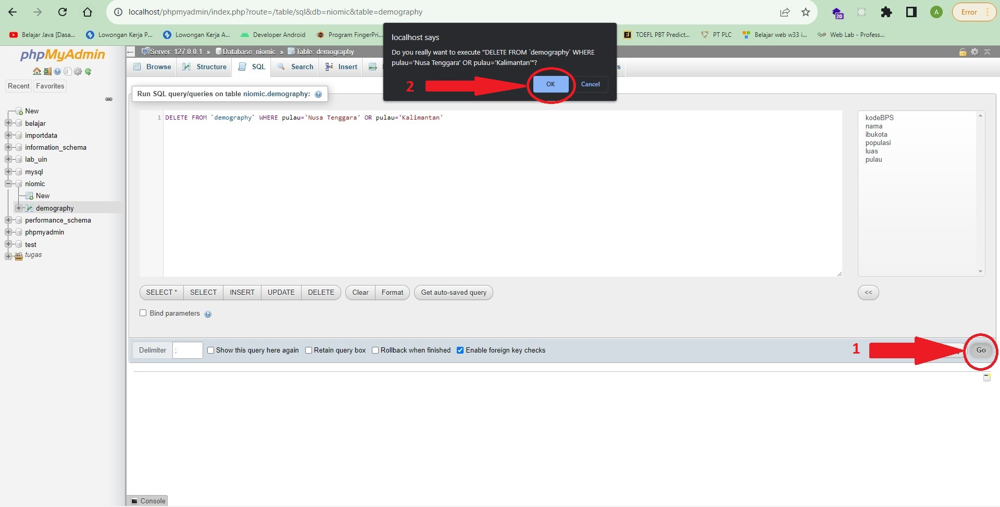 localhost/phpmyadmin/index.php?route=/table/sql&db=niomic&table=demography
20
A
Error
Belajar Java [Dasa...
Lowongan Kerja P...
Lowongan Kerja A...
Developer Android
Program FingerPri...
TOEFL PBT Predict...
PT PLC
Belajar web w33 i...
Web Lab - Profess...
localhost says
Do you really want to execute "DELETE FROM `demography` WHERE
pulau='Nusa Tenggara' OR pulau='Kalimantan'"?
2
OK
Cancel
phpMyAdmin
Recent
Favorites
New
belajar
importdata
information_schema
lab_uin
mysql
niomic
New
demography
performance_schema
phpmyadmin
test
tugas
Server: 127.0.0.1 » Database: niomic » Table: demography
Browse
Structure
SQL
Search
Insert
s
Run SQL query/queries on table niomic.demography:
1 DELETE FROM `demography` WHERE pulau='Nusa Tenggara' OR pulau='Kalimantan'
kodeBPS
nama
ibukota
populasi
luas
pulau
SELECT *
SELECT
INSERT
UPDATE
DELETE
Clear
Format
Get auto-saved query
<<
Bind parameters
Delimiter ;
Show this query here again
Retain query box
Rollback when finished
Enable foreign key checks
1
Go
Console